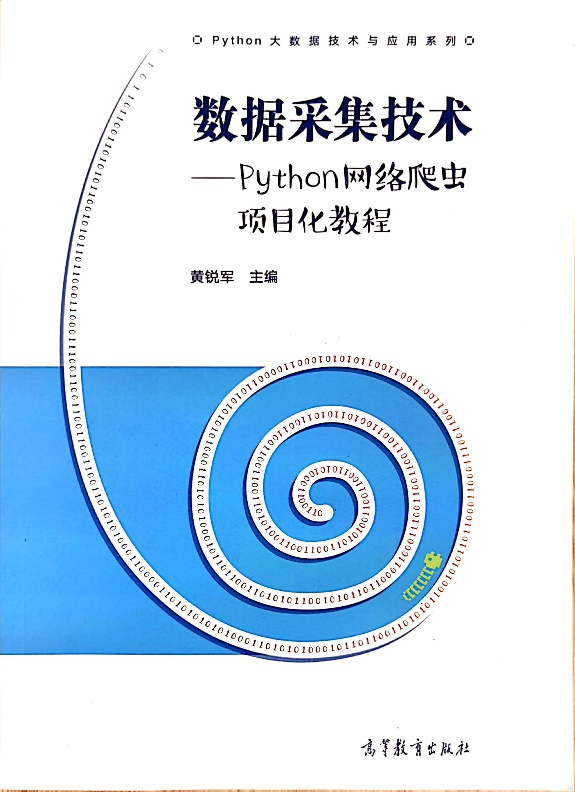 Python 大数据技术与应用系列
数据采集技术
——Python网络爬虫
项目化教程
黄锐军 主编
高等教育出版社